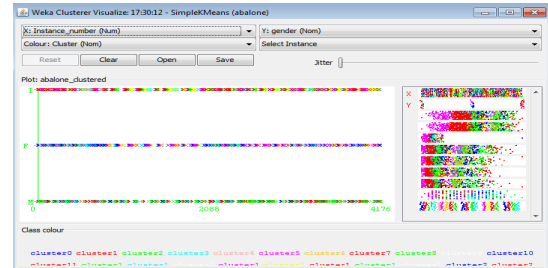 Weka Clusterer Visualize: 17:30:12 - SimpleKMeans (abalone)
X: Instance_number (Num) Y: gender (Nom)
Colour: Cluster (Nom) Select Instance
Reset Clear Open Save Jitter
Plot: abalone_clustered
X
I
Y
F
M
0 2088 4176
Class colour
cluster0 cluster1 cluster2 cluster3 cluster4 cluster5 cluster6 cluster7 cluster8 cluster10